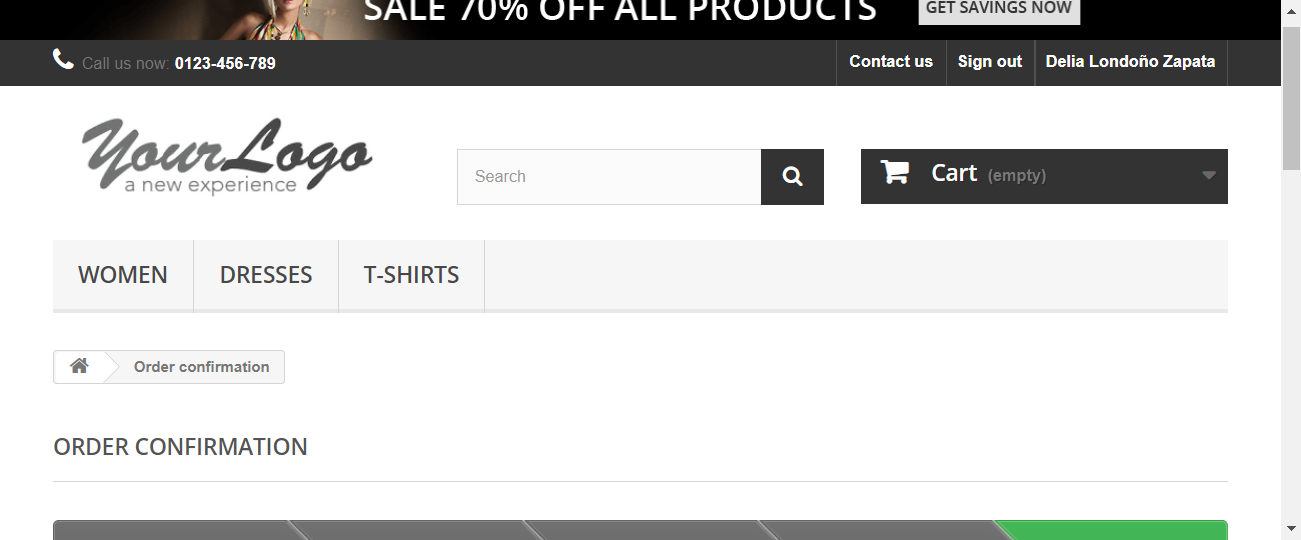 SALE 70% OFF ALL PRODUCTS GET SAVINGS NOW
Call us now: 0123-456-789 Contact us Sign out Delia Londoño Zapata
YourLogo
a new experience
Search
Cart (empty)
WOMEN DRESSES T-SHIRTS
Order confirmation
ORDER CONFIRMATION